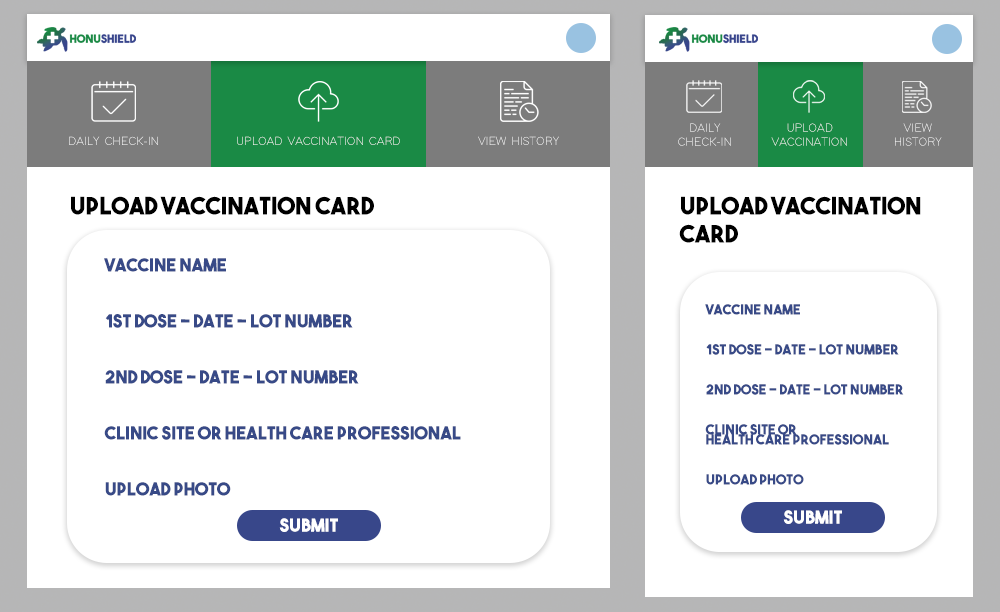 HONUSHIELD
DAILY CHECK-IN
UPLOAD VACCINATION CARD
VIEW HISTORY
UPLOAD VACCINATION CARD
VACCINE NAME
1ST DOSE – DATE – LOT NUMBER
2ND DOSE – DATE – LOT NUMBER
CLINIC SITE OR HEALTH CARE PROFESSIONAL
UPLOAD PHOTO
SUBMIT
HONUSHIELD
DAILY
CHECK-IN
UPLOAD
VACCINATION
VIEW
HISTORY
UPLOAD VACCINATION
CARD
VACCINE NAME
1ST DOSE – DATE – LOT NUMBER
2ND DOSE – DATE – LOT NUMBER
CLINIC SITE OR
HEALTH CARE PROFESSIONAL
UPLOAD PHOTO
SUBMIT